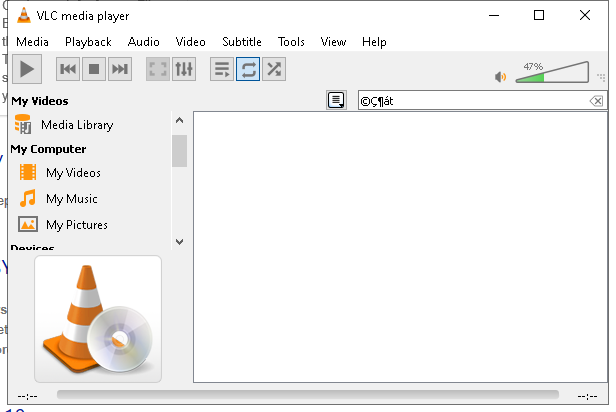 VLC media player
Media Playback Audio Video Subtitle Tools View Help
47%
My Videos
©Ç¶át
Media Library
My Computer
My Videos
My Music
My Pictures
Devices
--:-- --:--